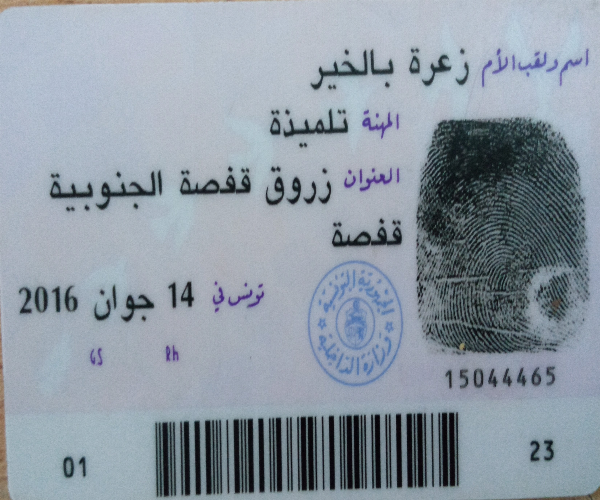 اسم ولقب الأم زعرة بالخير
المهنة تلميذة
العنوان زروق قفصة الجنوبية
قفصة
تونس في 14 جوان 2016
GS Rh
الجمهورية التونسية
وزارة الداخلية
15044465
01 23